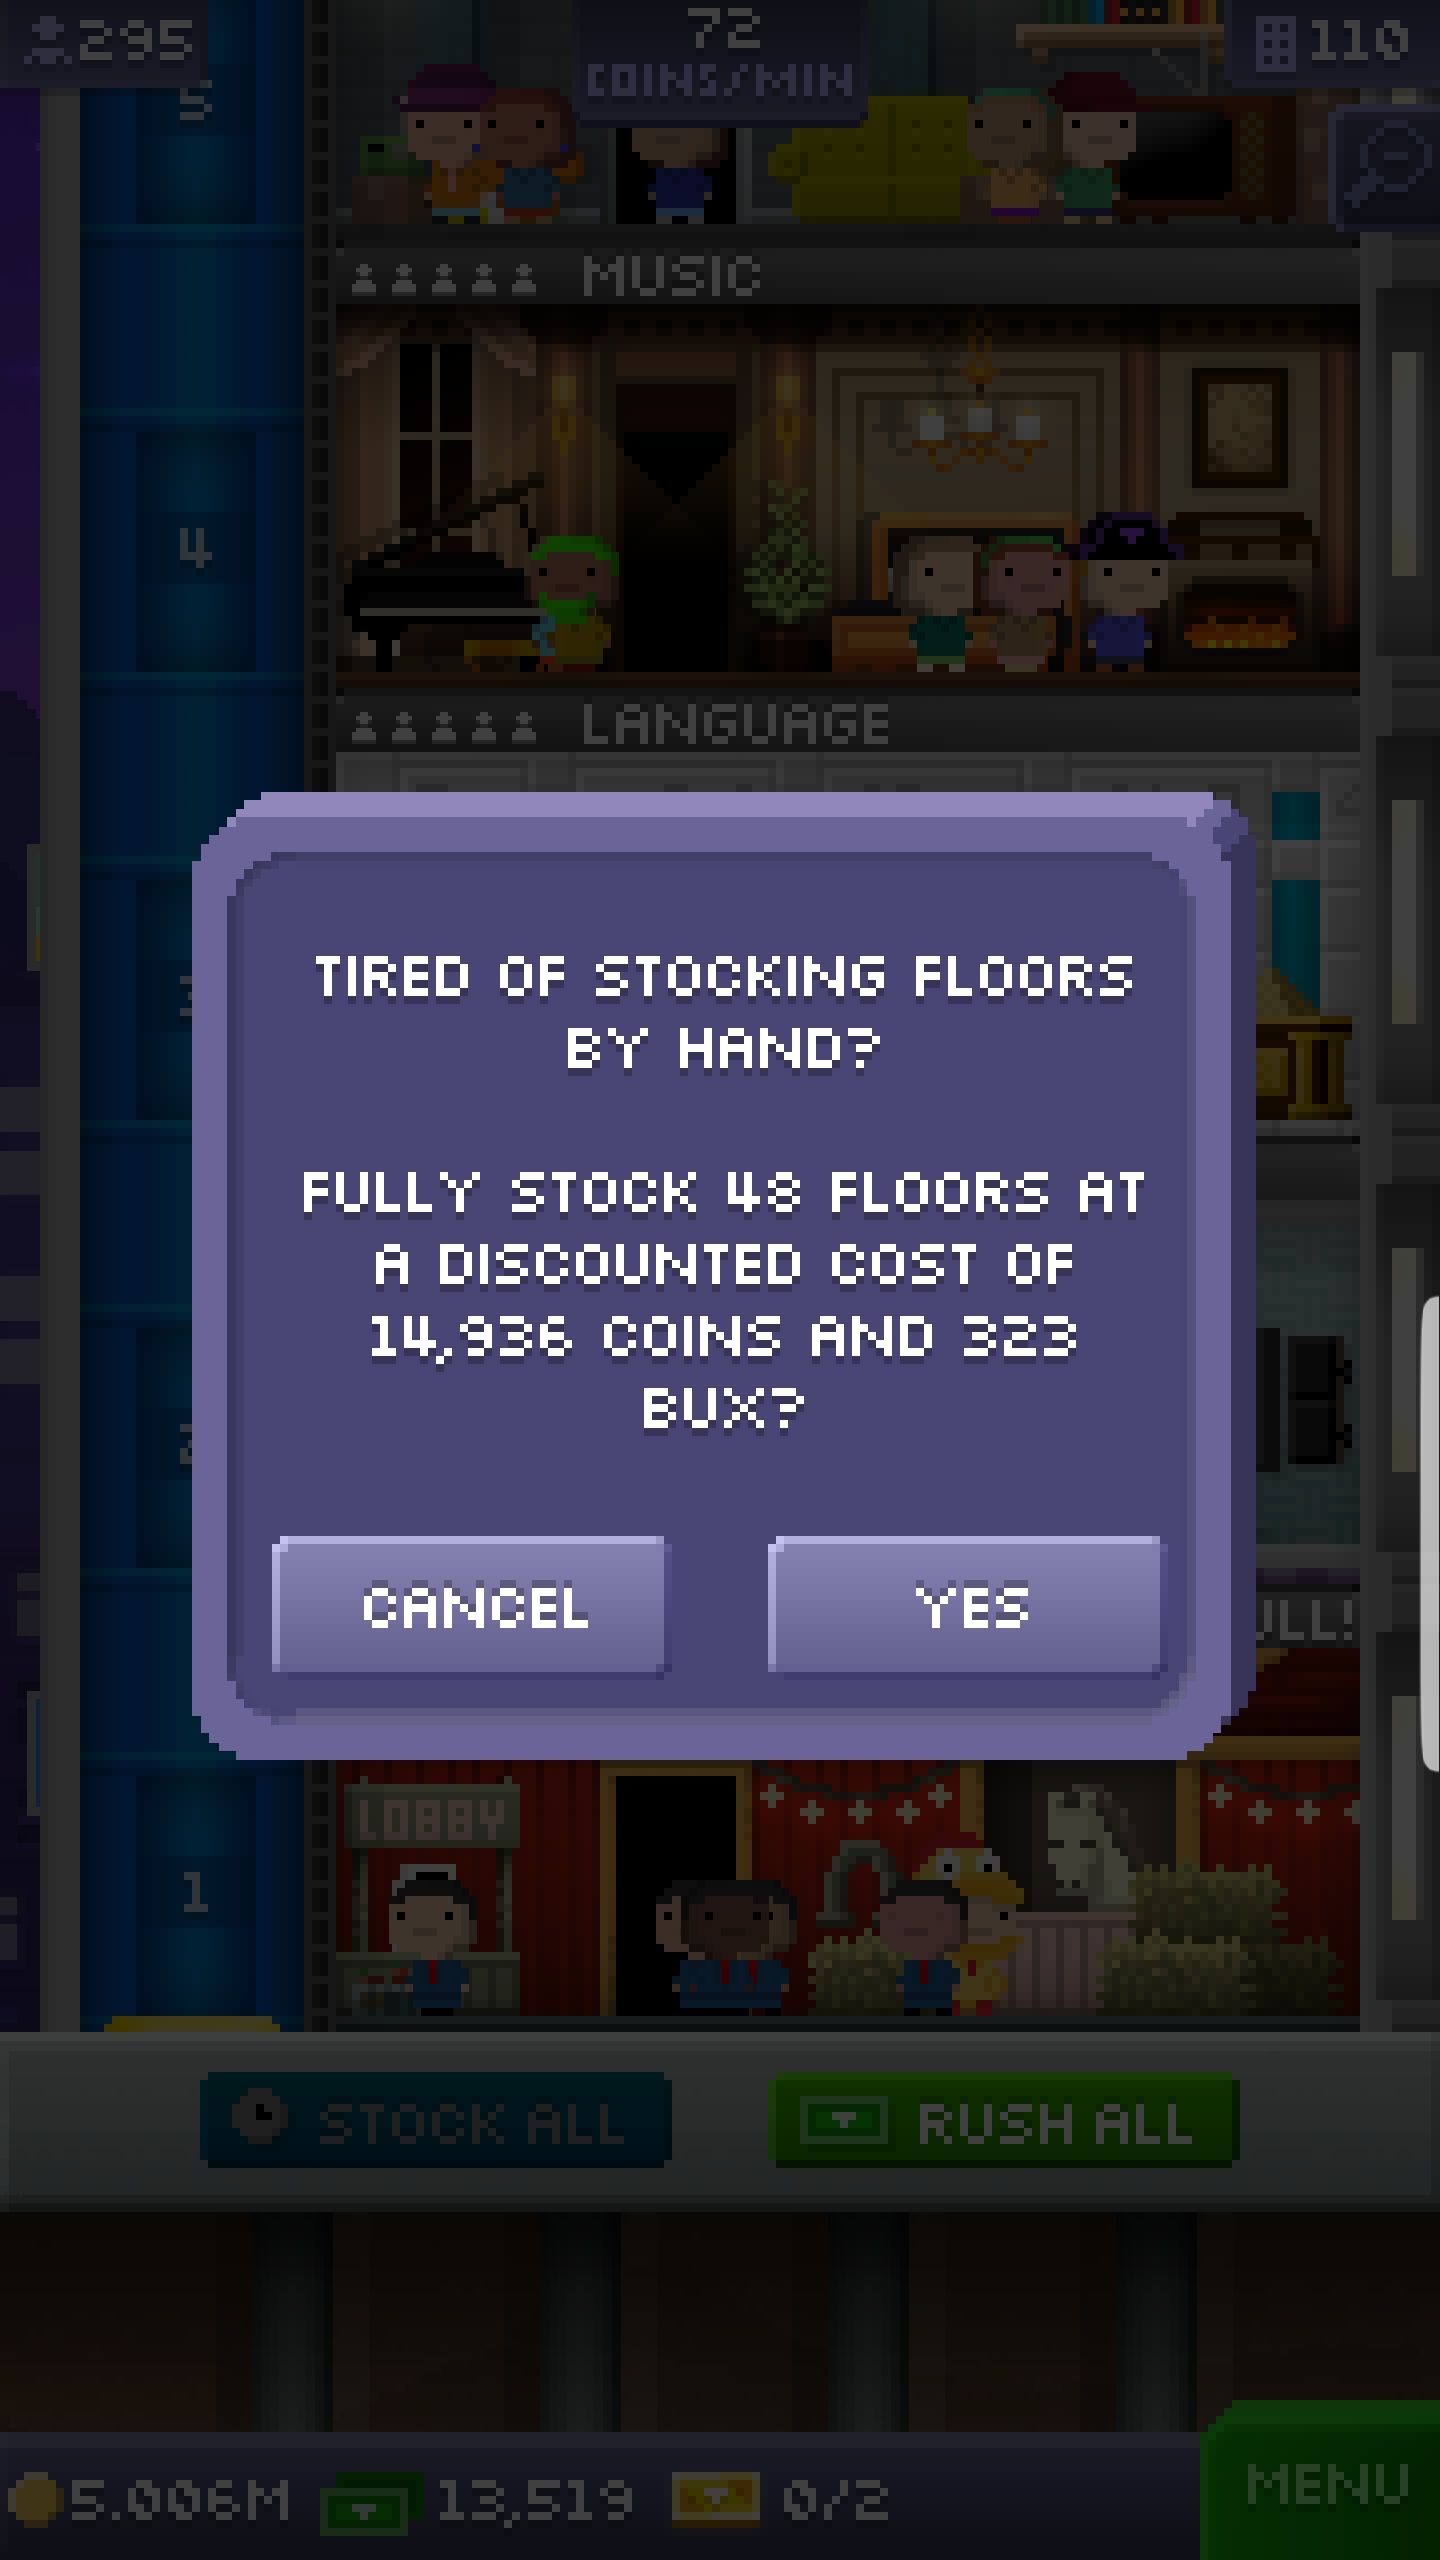 295
72
COINS/MIN
110
5
MUSIC
4
LANGUAGE
TIRED OF STOCKING FLOORS
BY HAND?
FULLY STOCK 48 FLOORS AT
A DISCOUNTED COST OF
14,936 COINS AND 323
BUX?
CANCEL
YES
LOBBY
1
STOCK ALL
RUSH ALL
5.006M
13,519
0/2
MENU